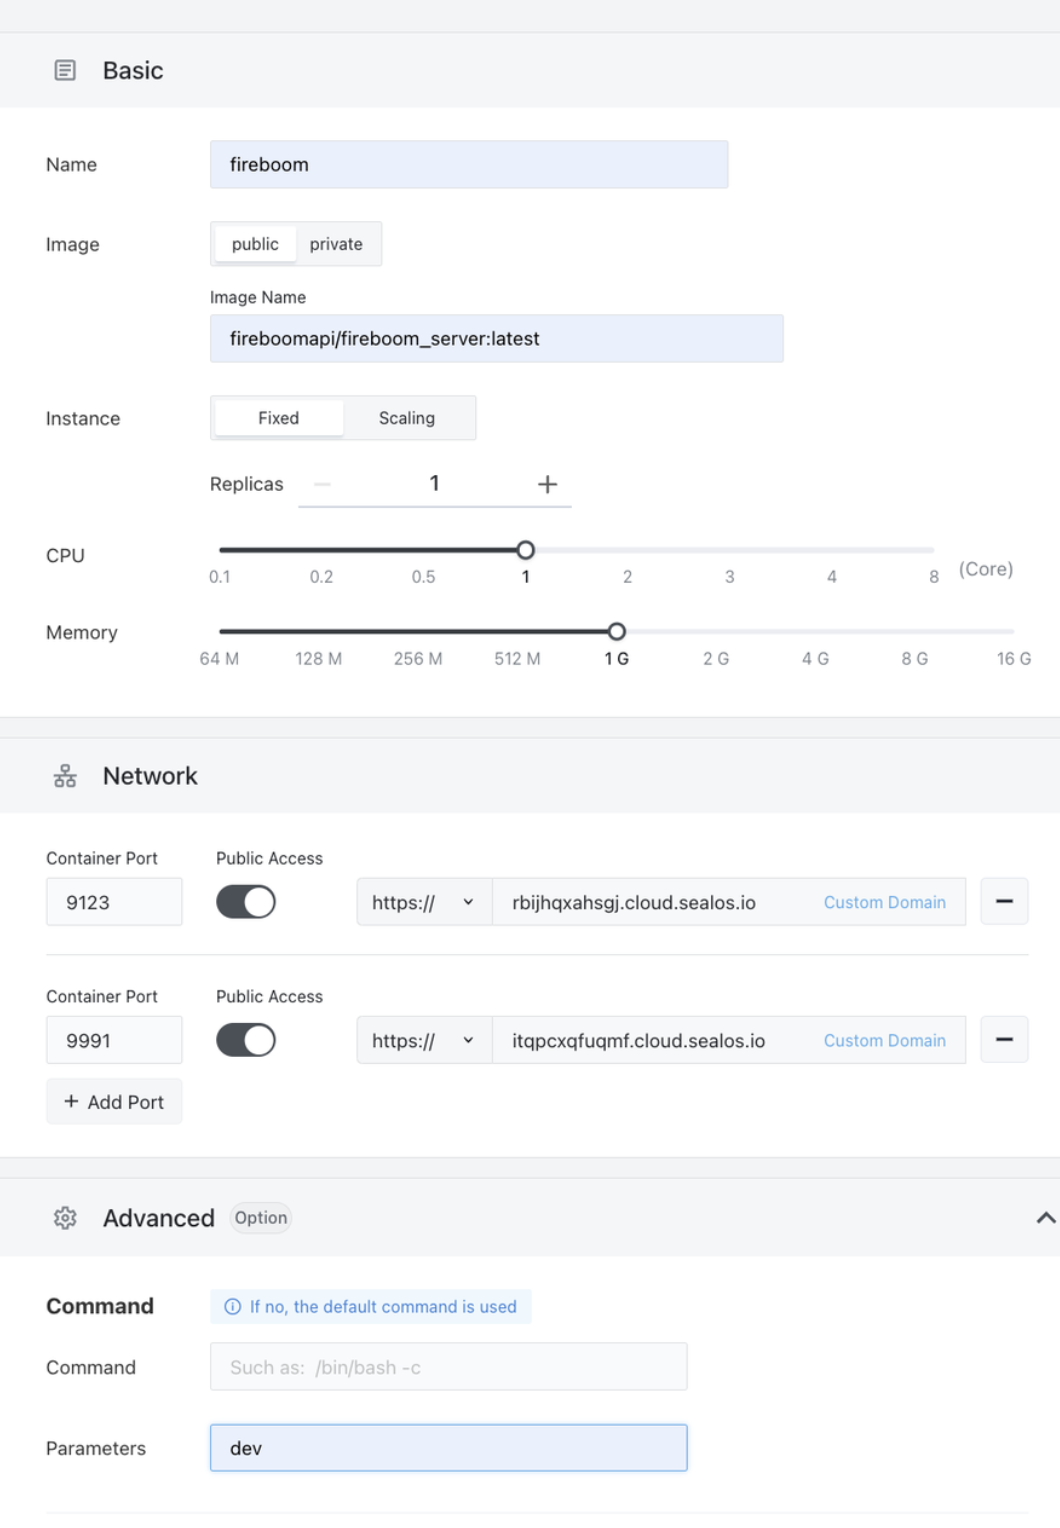 Basic
Name
fireboom
Image
public private
Image Name
fireboomapi/fireboom_server:latest
Instance
Fixed Scaling
Replicas − 1 +
CPU
0.1 0.2 0.5 1 2 3 4 8 (Core)
Memory
64 M 128 M 256 M 512 M 1 G 2 G 4 G 8 G 16 G
Network
Container Port Public Access
9123 https:// rbijhqxahsgj.cloud.sealos.io Custom Domain
Container Port Public Access
9991 https:// itqpcxqfuqmf.cloud.sealos.io Custom Domain
+ Add Port
Advanced Option
Command If no, the default command is used
Command Such as: /bin/bash -c
Parameters dev